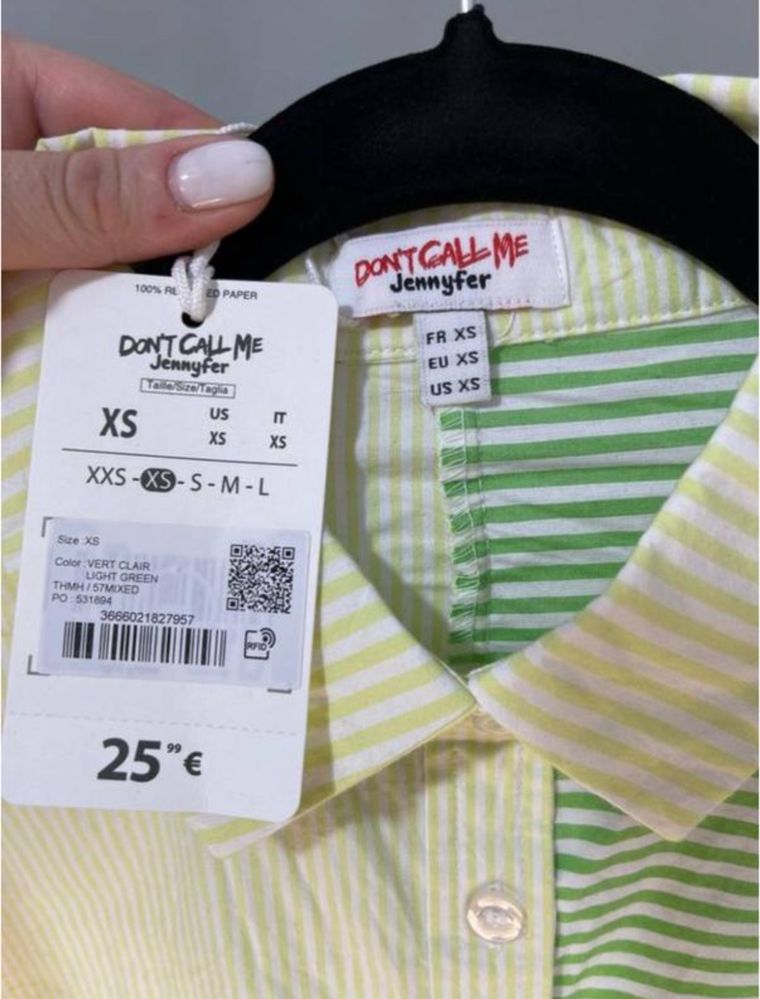 100% RE ED PAPER
DON'T CALL ME
Jennyfer
Taille/Size/Taglia
XS US XS IT XS
XXS - XS - S - M - L
Size :XS
Color :VERT CLAIR
LIGHT GREEN
THMH / 57MIXED
PO : 531894
3666021827957
RFID
25 99 €
DON'T CALL ME
Jennyfer
FR XS
EU XS
US XS